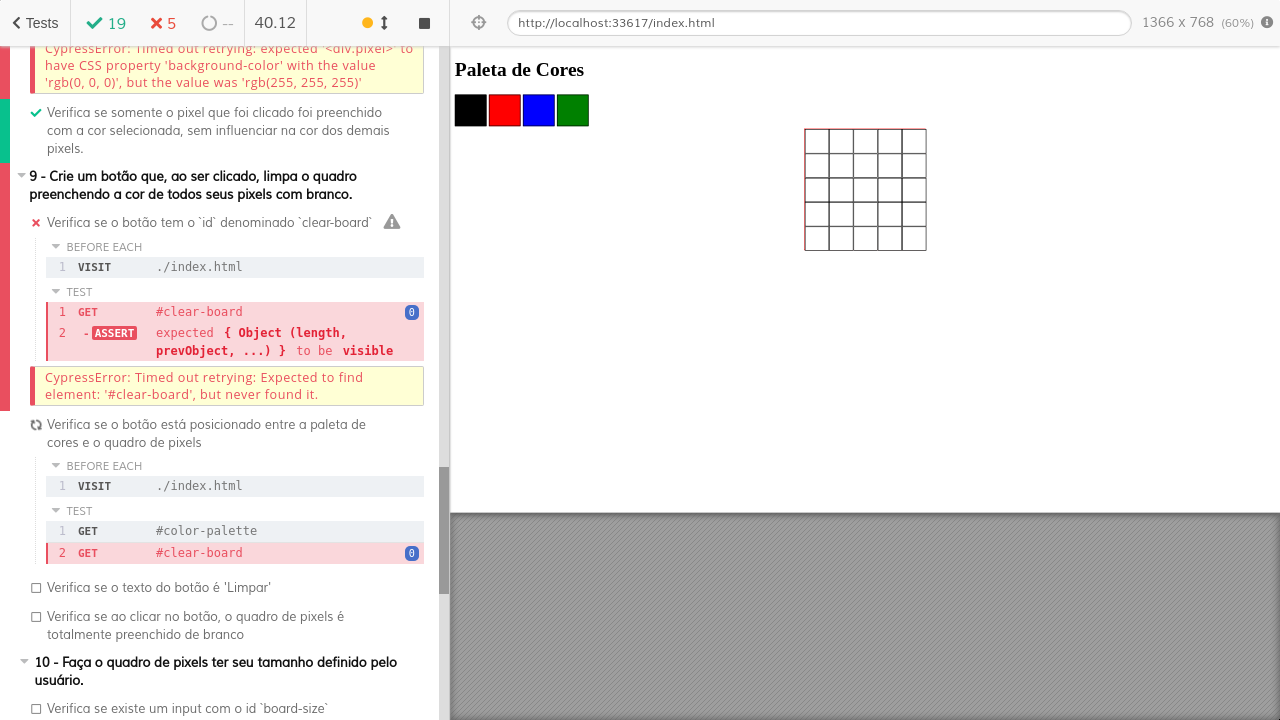 Tests 19 5 -- 40.12 http://localhost:33617/index.html 1366 x 768 (60%)
CypressError: Timed out retrying: expected '<div.pixel>' to
have CSS property 'background-color' with the value
'rgb(0, 0, 0)', but the value was 'rgb(255, 255, 255)'
Verifica se somente o pixel que foi clicado foi preenchido
com a cor selecionada, sem influenciar na cor dos demais
pixels.
9 - Crie um botão que, ao ser clicado, limpa o quadro
preenchendo a cor de todos seus pixels com branco.
Verifica se o botão tem o `id` denominado `clear-board`
BEFORE EACH
1 VISIT ./index.html
TEST
1 GET #clear-board 0
2 -ASSERT expected { Object (length,
prevObject, ...) } to be visible
CypressError: Timed out retrying: Expected to find
element: '#clear-board', but never found it.
Verifica se o botão está posicionado entre a paleta de
cores e o quadro de pixels
BEFORE EACH
1 VISIT ./index.html
TEST
1 GET #color-palette
2 GET #clear-board 0
Verifica se o texto do botão é 'Limpar'
Verifica se ao clicar no botão, o quadro de pixels é
totalmente preenchido de branco
10 - Faça o quadro de pixels ter seu tamanho definido pelo
usuário.
Verifica se existe um input com o id `board-size`
Paleta de Cores